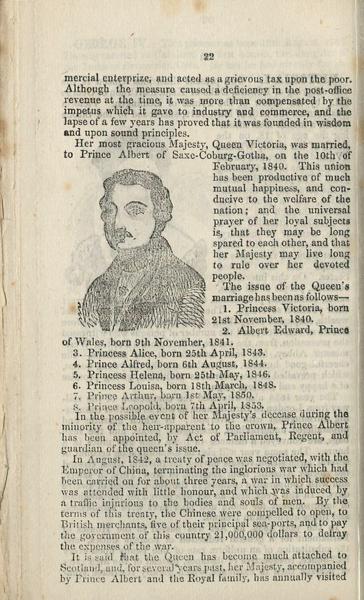 22
mercial enterprize, and acted as a grievous tax upon the poor.
Although the measure caused a deficiency in the post-office
revenue at the time, it was more than compensated by the
impetus which it gave to industry and commerce, and the
lapse of a few years has proved that it was founded in wisdom
and upon sound principles.
Her most gracious Majesty, Queen Victoria, was married,
to Prince Albert of Saxe-Coburg-Gotha, on the 10th of
February, 1840. This union
has been productive of much
mutual happiness, and con-
ducive to the welfare of the
nation; and the universal
prayer of her loyal subjects
is, that they may be long
spared to each other, and that
her Majesty may live long
to rule over her devoted
people.
The issue of the Queen's
marriage has been as follows—
1. Princess Victoria, born
21st November, 1840.
2. Albert Edward, Prince
of Wales, born 9th November, 1841.
3. Princess Alice, born 25th April, 1843.
4. Prince Alfred, born 6th August, 1844.
5. Princess Helena, born 25th May, 1846.
6. Princess Louisa, born 18th March, 1848.
7. Prince Arthur, born 1st May, 1850.
8. Prince Leopold, born 7th April, 1853.
In the possible event of her Majesty's decease during the
minority of the heir-apparent to the crown, Prince Albert
has been appointed, by Act of Parliament, Regent, and
guardian of the queen's issue.
In August, 1842, a treaty of peace was negotiated, with the
Emperor of China, terminating the inglorious war which had
been carried on for about three years, a war in which success
was attended with little honour, and which was induced by
a traffic injurious to the bodies and souls of men. By the
terms of this treaty, the Chinese were compelled to open, to
British merchants, five of their principal sea-ports, and to pay
the government of this country 21,000,000 dollars to defray
the expenses of the war.
It is said that the Queen has become much attached to
Scotland, and, for several years past, her Majesty, accompanied
by Prince Albert and the Royal family, has annually visited